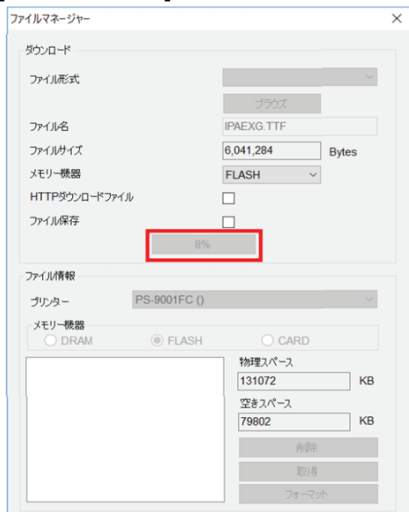 ファイルマネージャー
ダウンロード
ファイル形式
ブラウズ
ファイル名 IPAEXG.TTF
ファイルサイズ 6,041,284 Bytes
メモリー機器 FLASH
HTTPダウンロードファイル
ファイル保存
8%
ファイル情報
プリンター PS-9001FC ()
メモリー機器
DRAM FLASH CARD
物理スペース
131072 KB
空きスペース
79802 KB
削除
取得
フォーマット